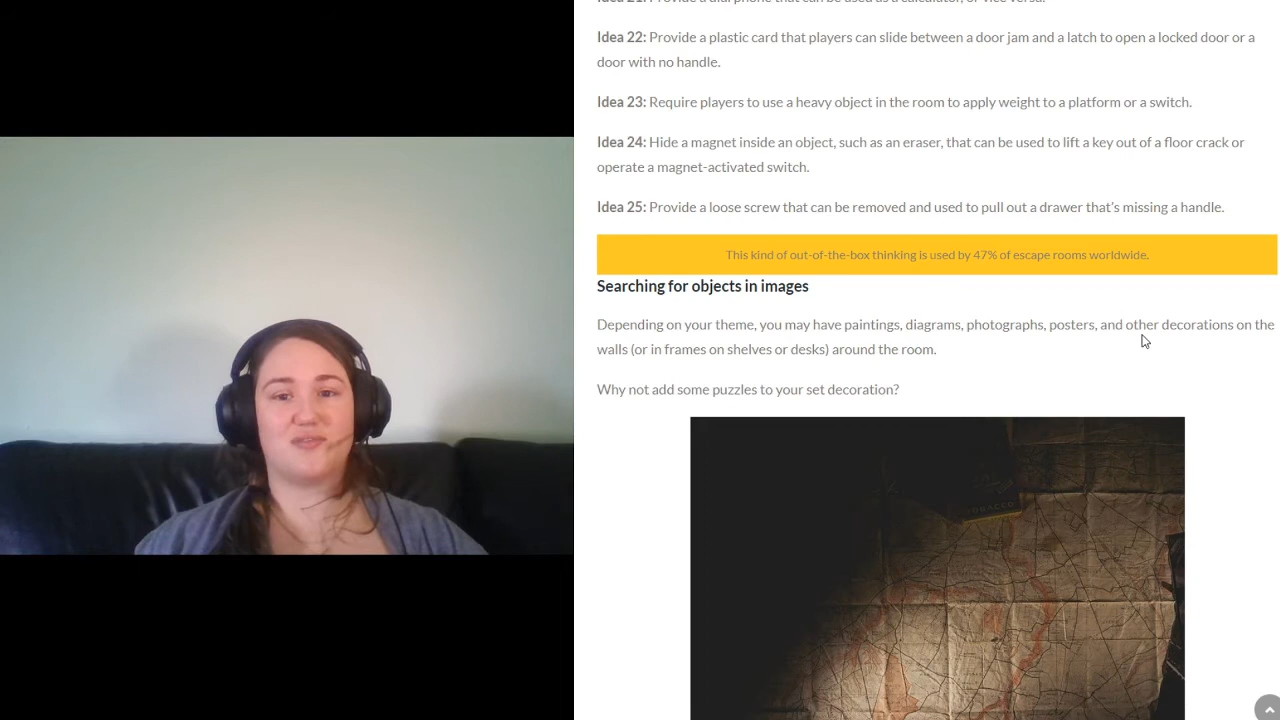 Idea 22: Provide a plastic card that players can slide between a door jam and a latch to open a locked door or a
door with no handle.
Idea 23: Require players to use a heavy object in the room to apply weight to a platform or a switch.
Idea 24: Hide a magnet inside an object, such as an eraser, that can be used to lift a key out of a floor crack or
operate a magnet-activated switch.
Idea 25: Provide a loose screw that can be removed and used to pull out a drawer that's missing a handle.
This kind of out-of-the-box thinking is used by 47% of escape rooms worldwide.
Searching for objects in images
Depending on your theme, you may have paintings, diagrams, photographs, posters, and other decorations on the
walls (or in frames on shelves or desks) around the room.
Why not add some puzzles to your set decoration?
TOBACCO